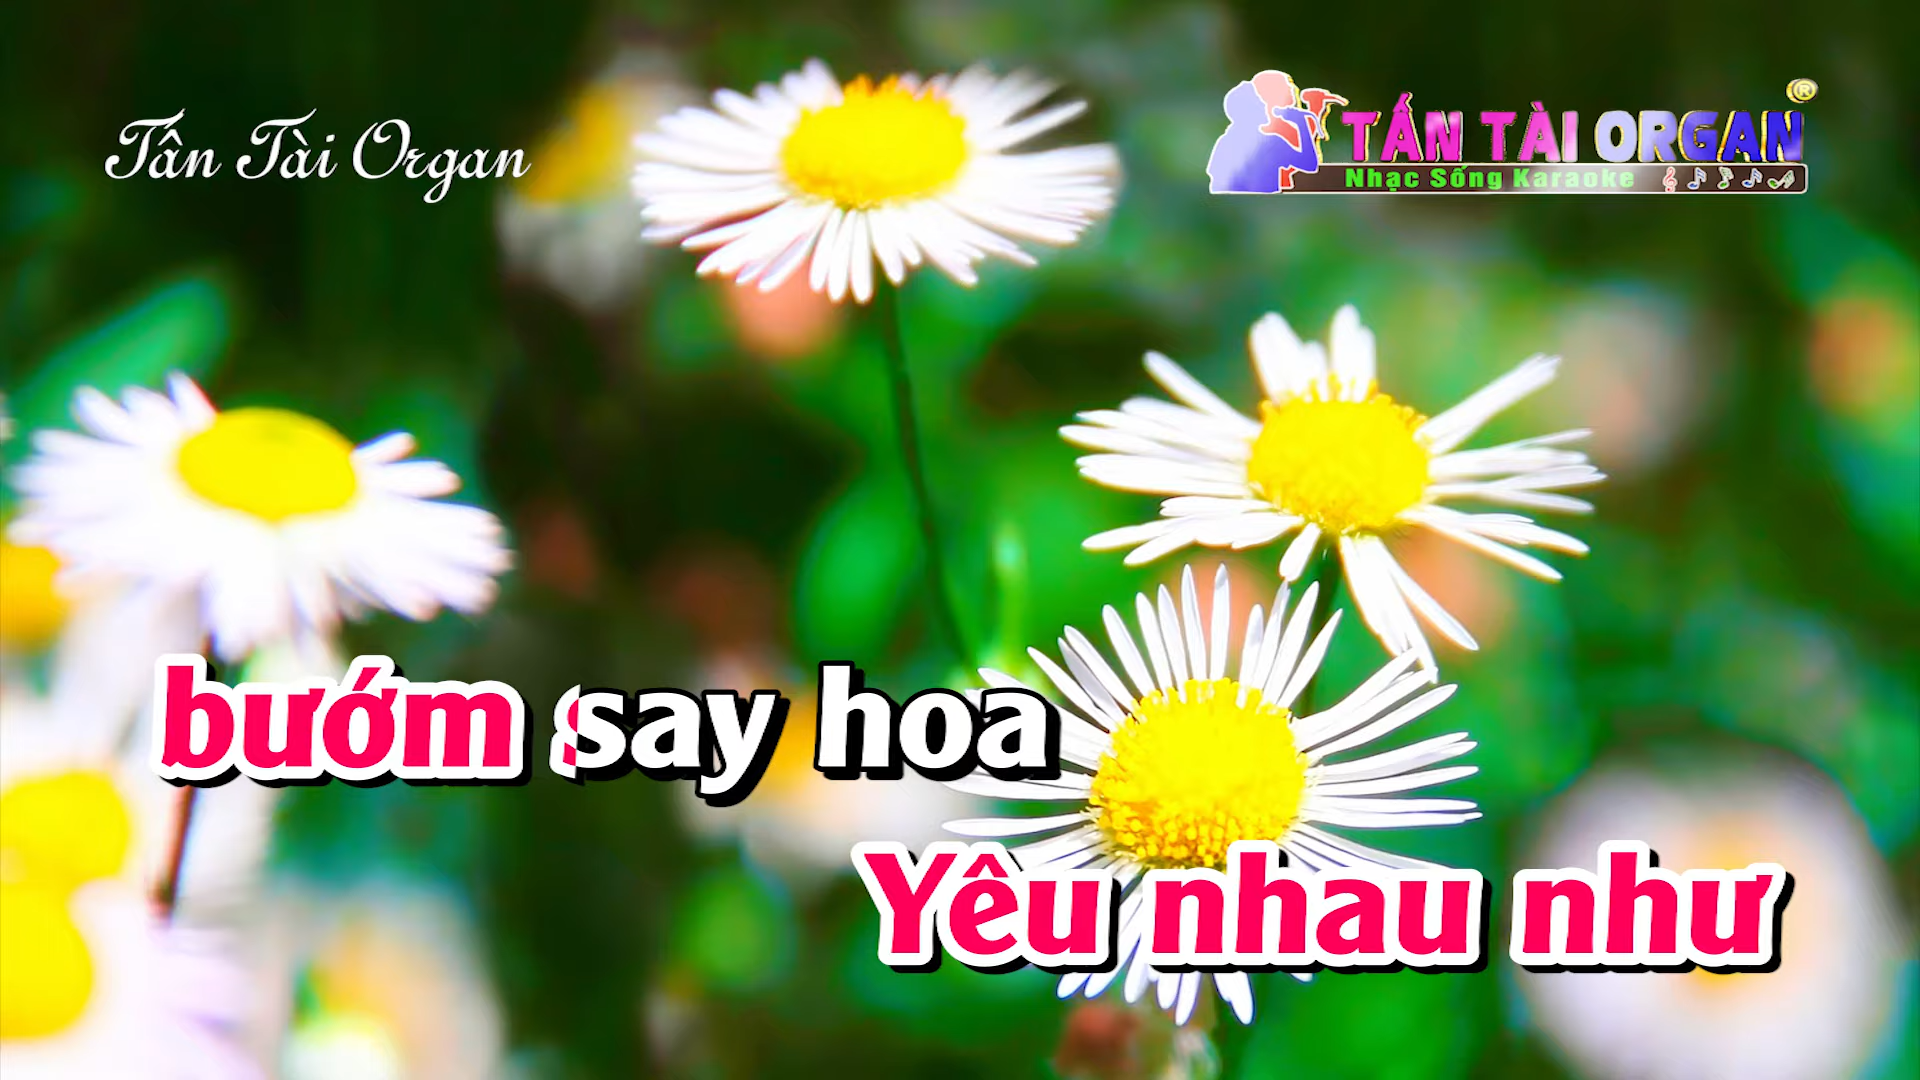 Tấn Tài Organ
TẤN TÀI ORGAN ®
Nhạc Sống Karaoke
bướm say hoa
Yêu nhau như